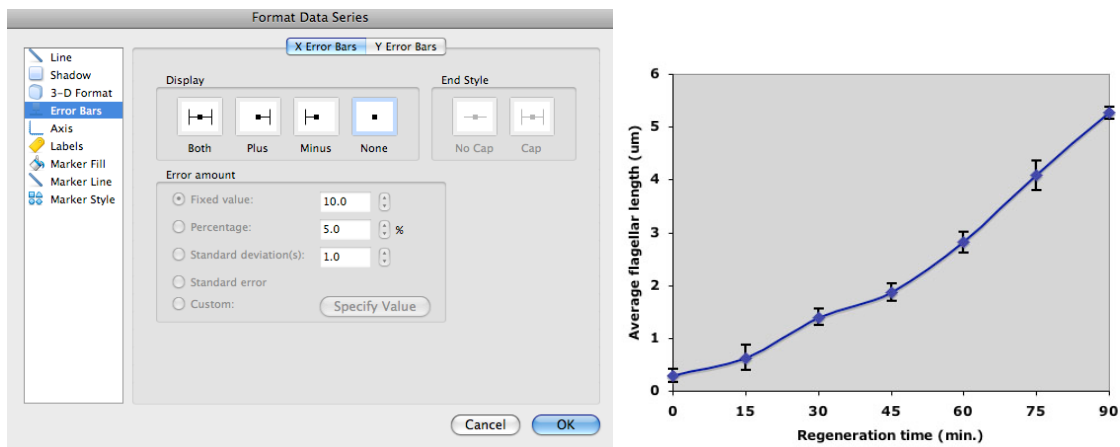 Format Data Series
Line
Shadow
3-D Format
Error Bars
Axis
Labels
Marker Fill
Marker Line
Marker Style
X Error Bars Y Error Bars
Display
Both Plus Minus None
End Style
No Cap Cap
Error amount
Fixed value: 10.0
Percentage: 5.0 %
Standard deviation(s): 1.0
Standard error
Custom: Specify Value
Cancel OK
Average flagellar length (um)
6
5
4
3
2
1
0
0 15 30 45 60 75 90
Regeneration time (min.)